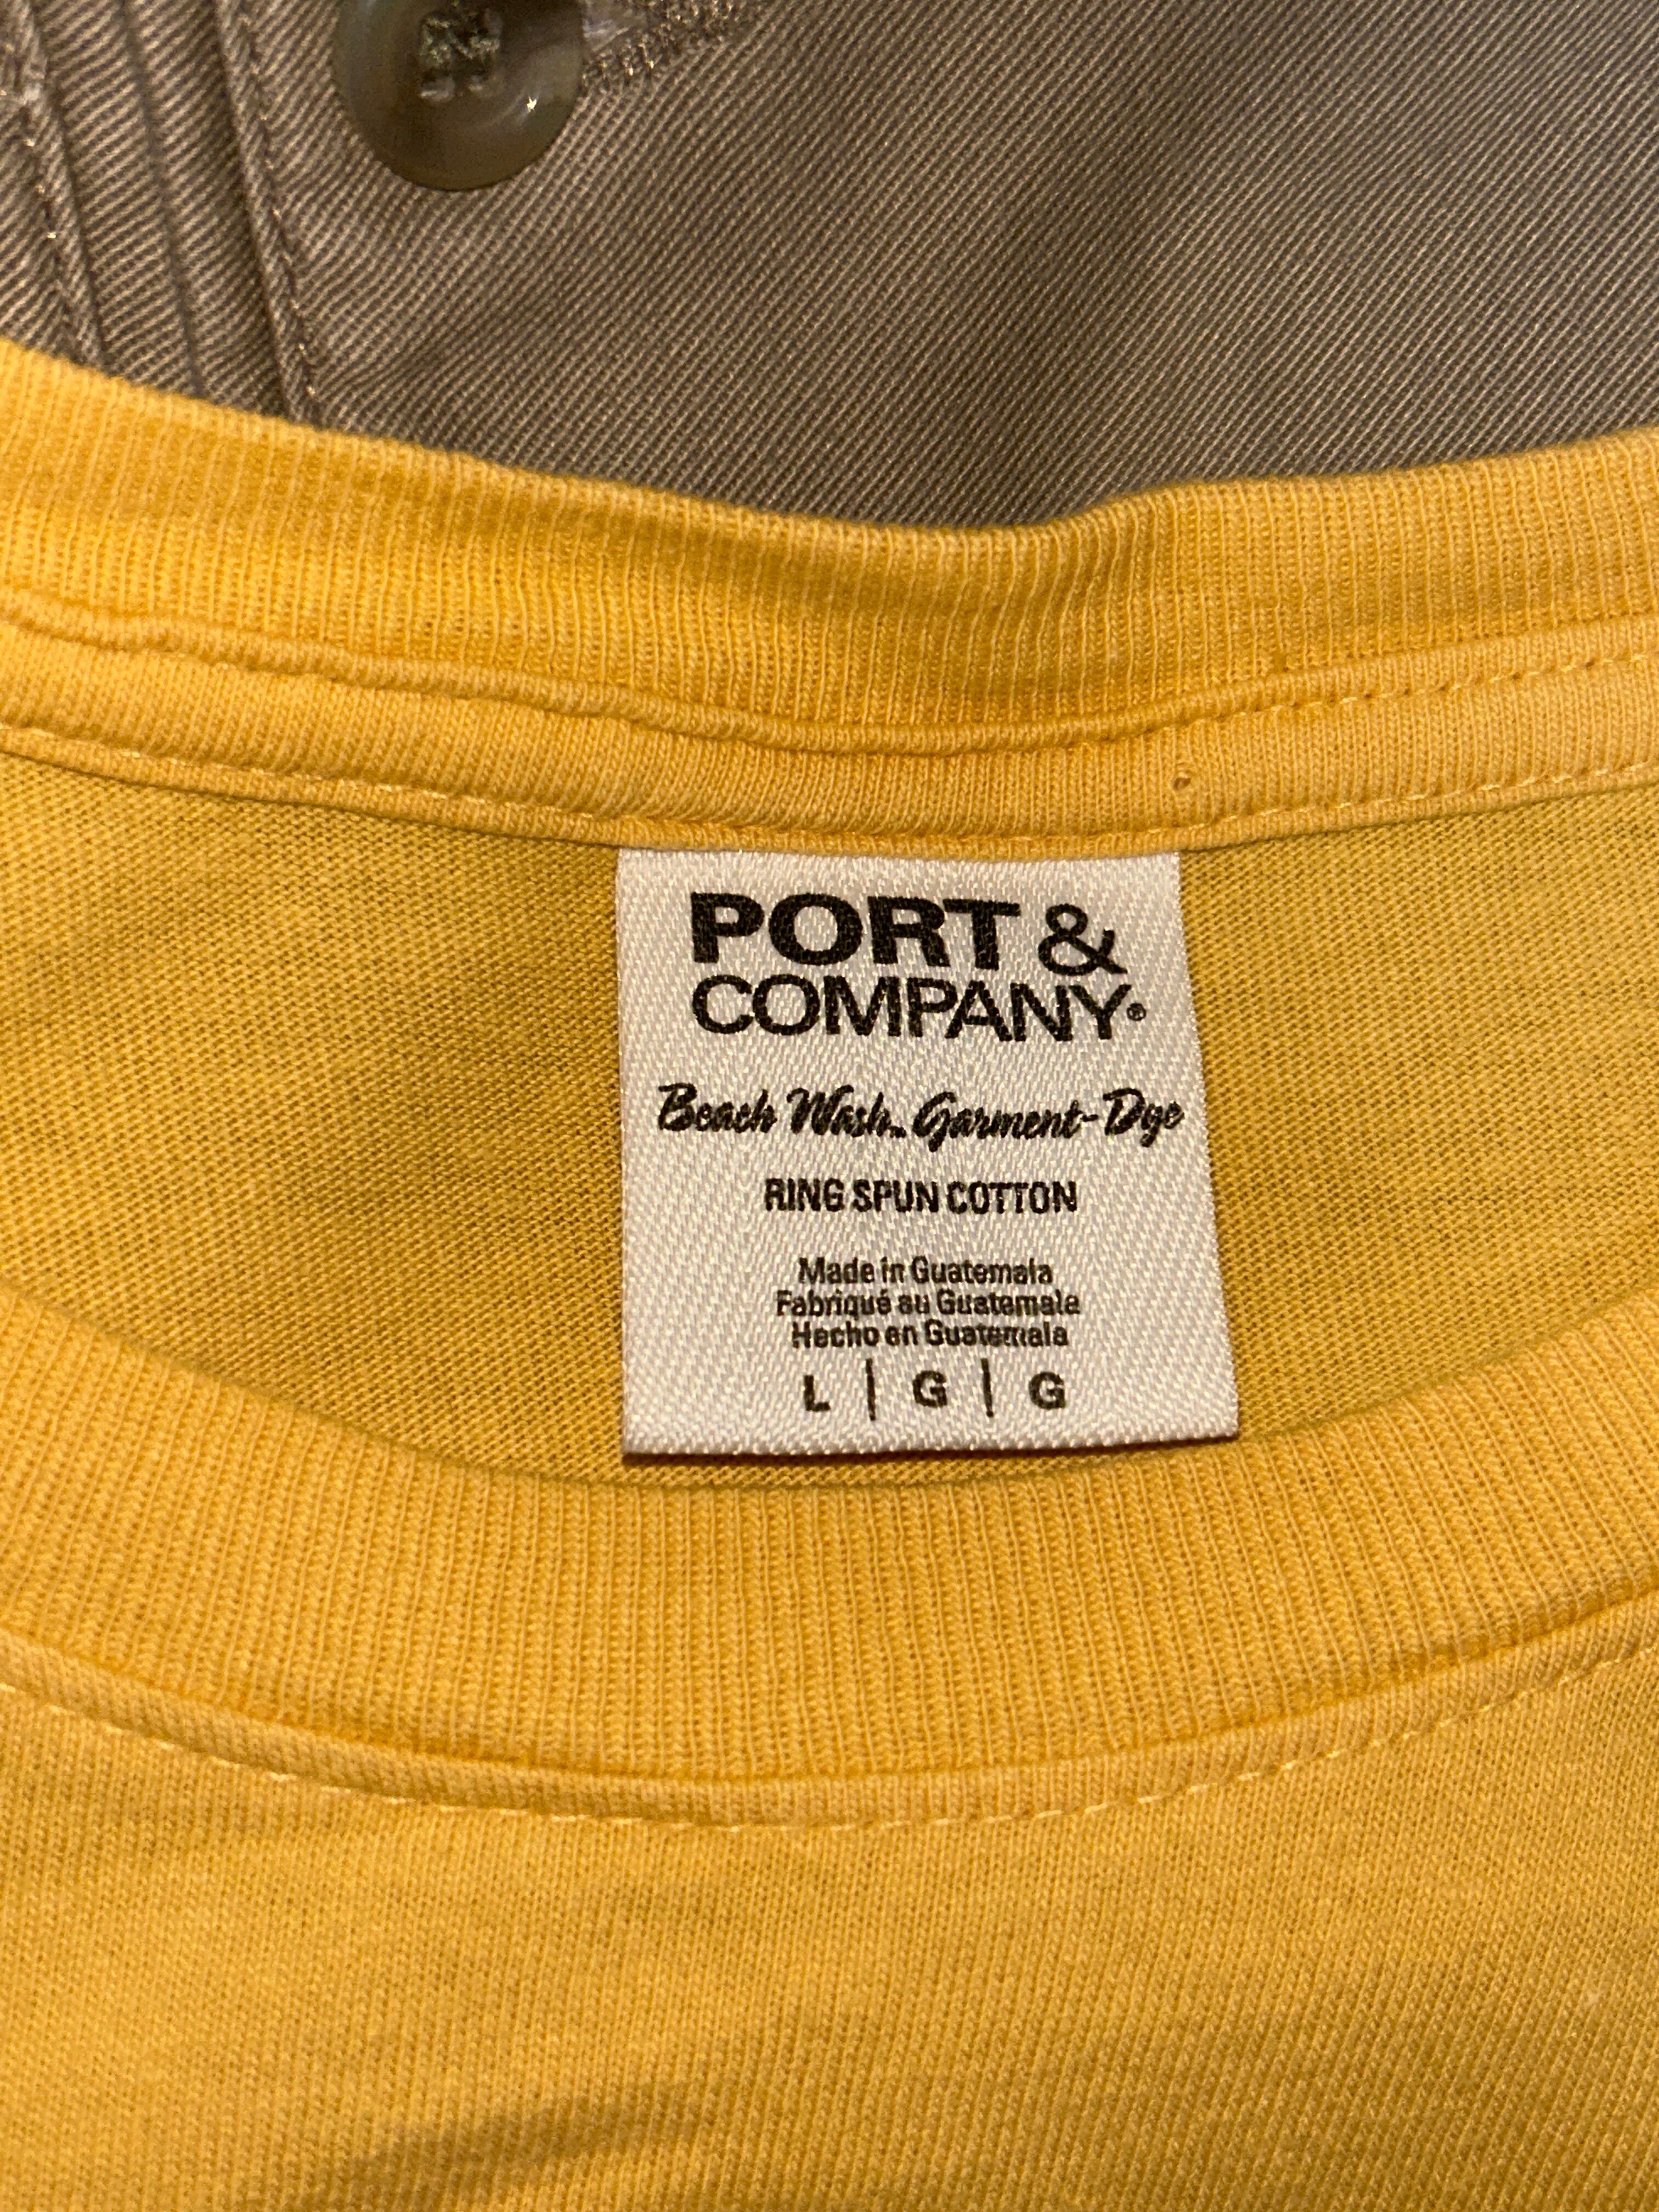 PORT &
COMPANY®
Beach Wash™ Garment-Dye
RING SPUN COTTON
Made in Guatemala
Fabriqué au Guatemala
Hecho en Guatemala
L | G | G